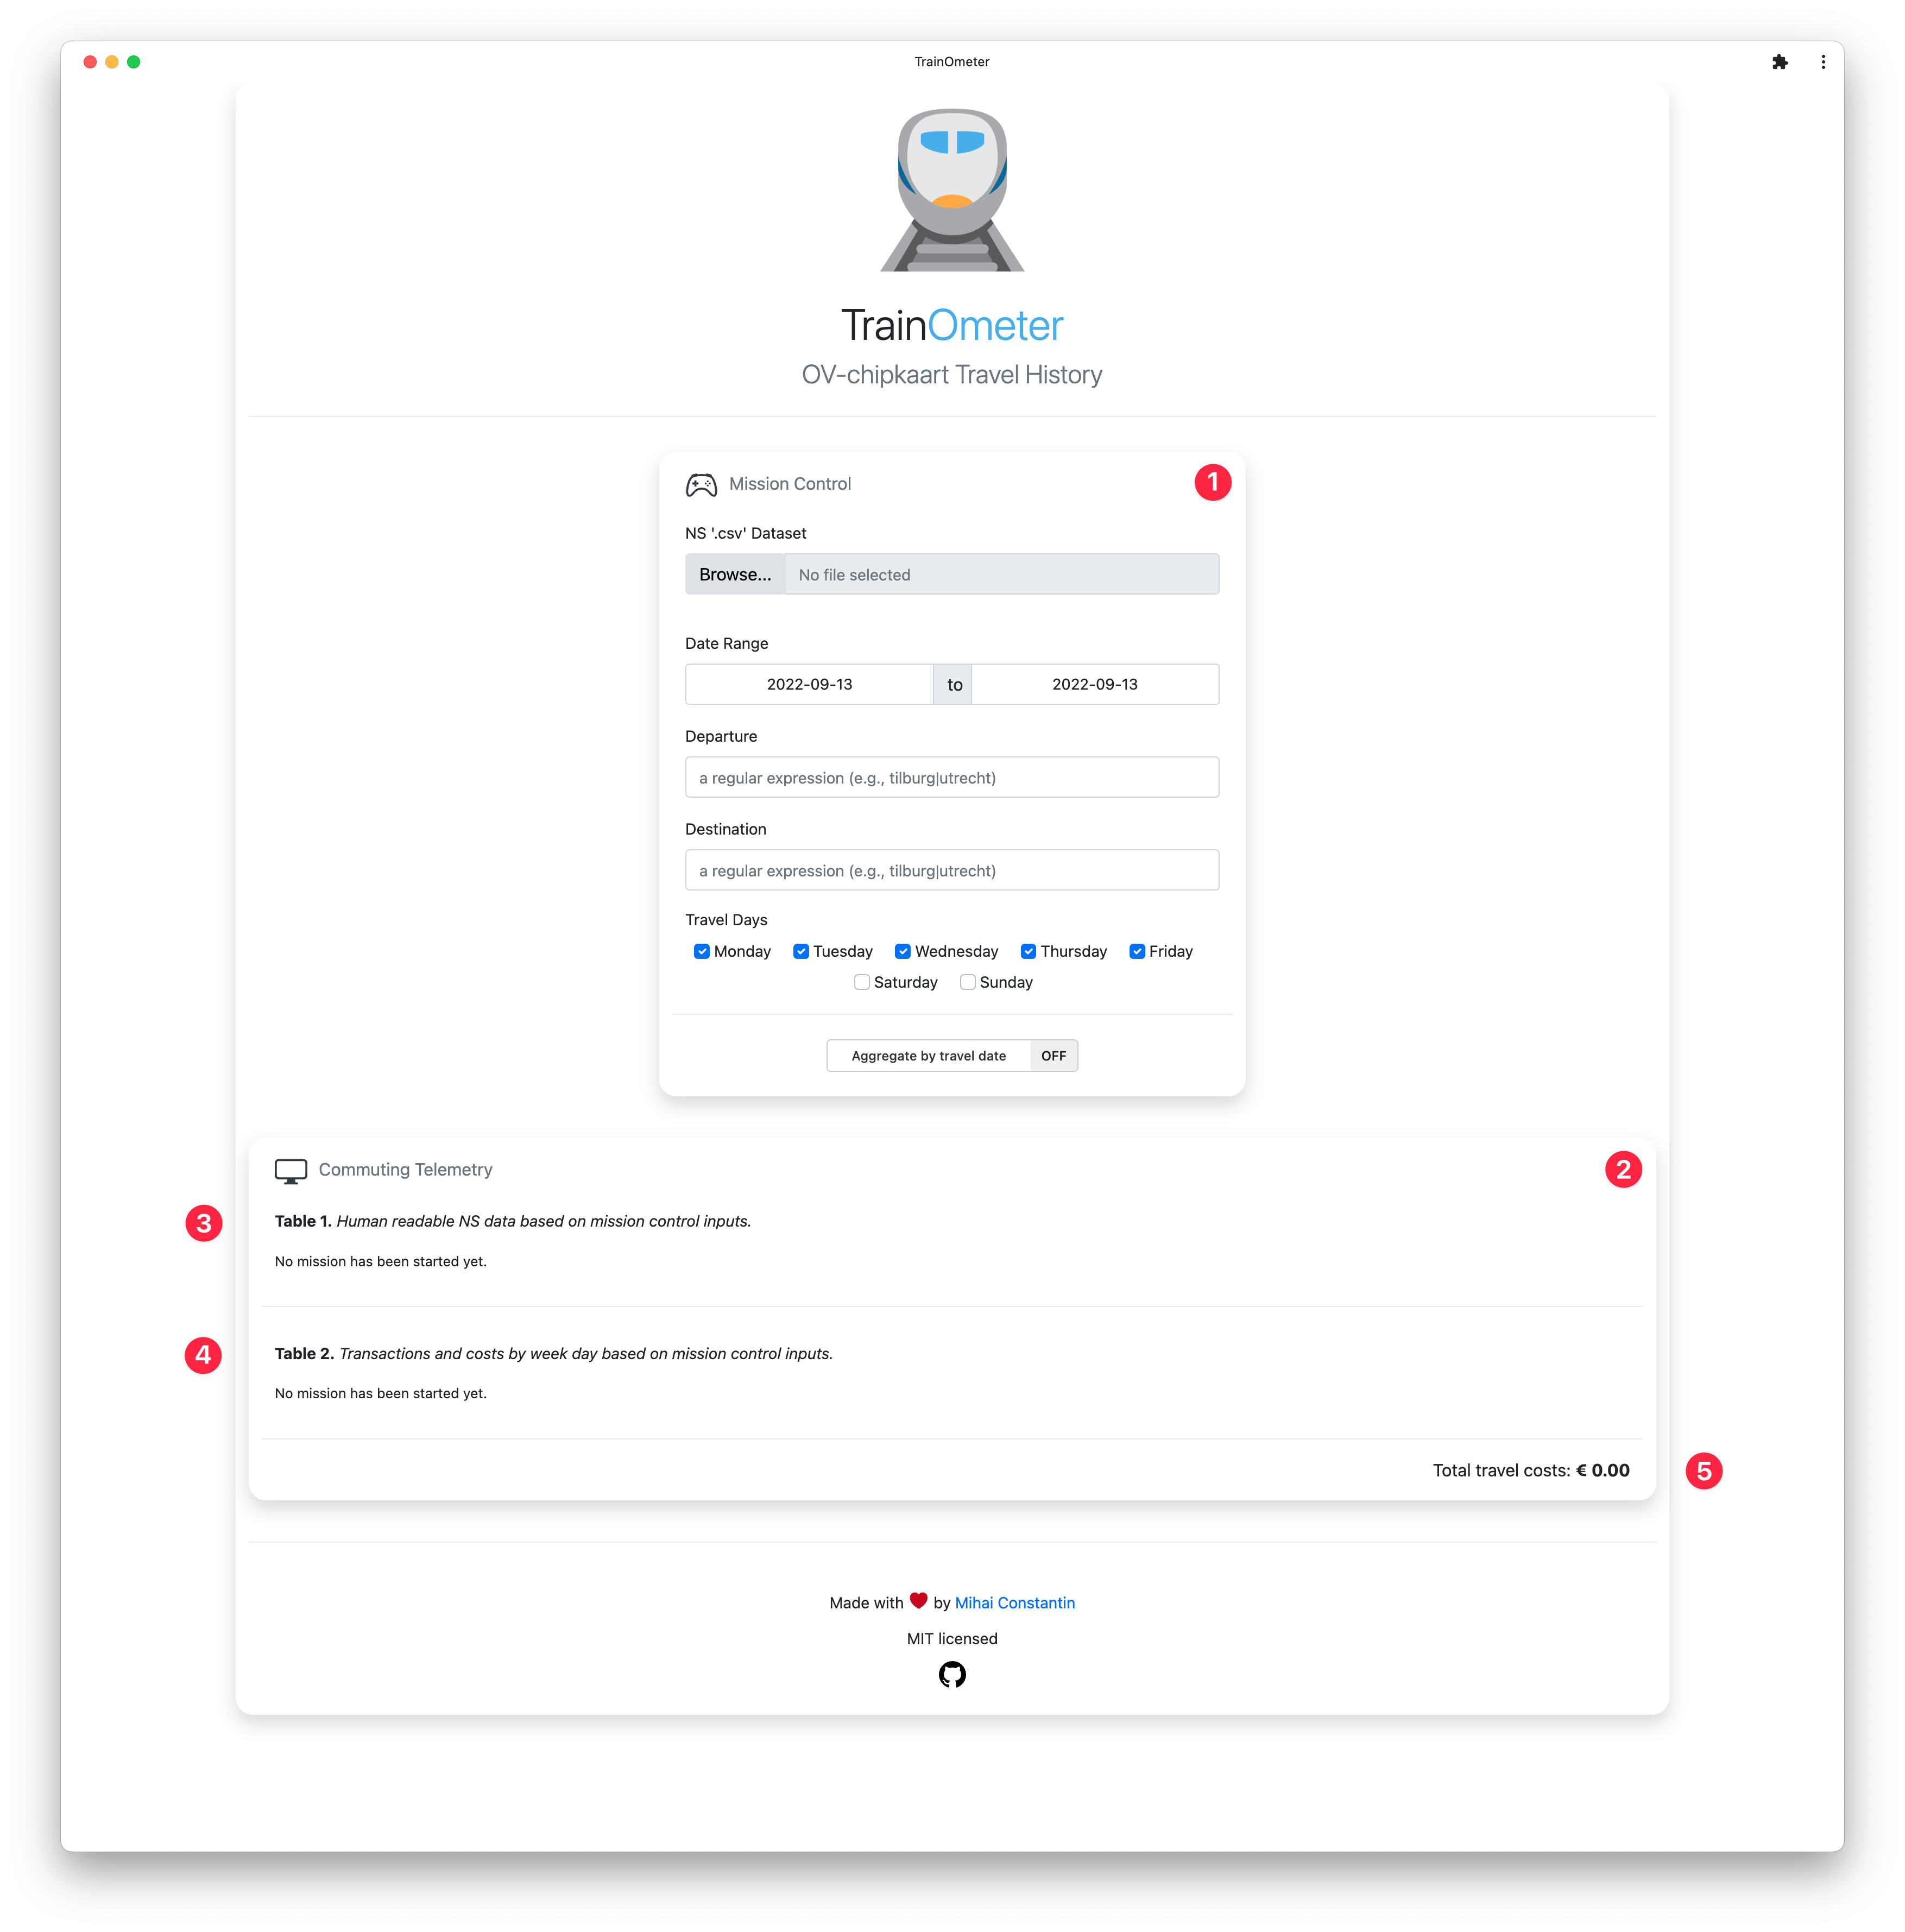 TrainOmeter
TrainOmeter
OV-chipkaart Travel History
Mission Control
1
NS '.csv' Dataset
Browse... No file selected
Date Range
2022-09-13 to 2022-09-13
Departure
a regular expression (e.g., tilburg|utrecht)
Destination
a regular expression (e.g., tilburg|utrecht)
Travel Days
Monday Tuesday Wednesday Thursday Friday
Saturday Sunday
Aggregate by travel date OFF
Commuting Telemetry
2
3
Table 1. Human readable NS data based on mission control inputs.
No mission has been started yet.
4
Table 2. Transactions and costs by week day based on mission control inputs.
No mission has been started yet.
Total travel costs: € 0.00
5
Made with ❤ by Mihai Constantin
MIT licensed